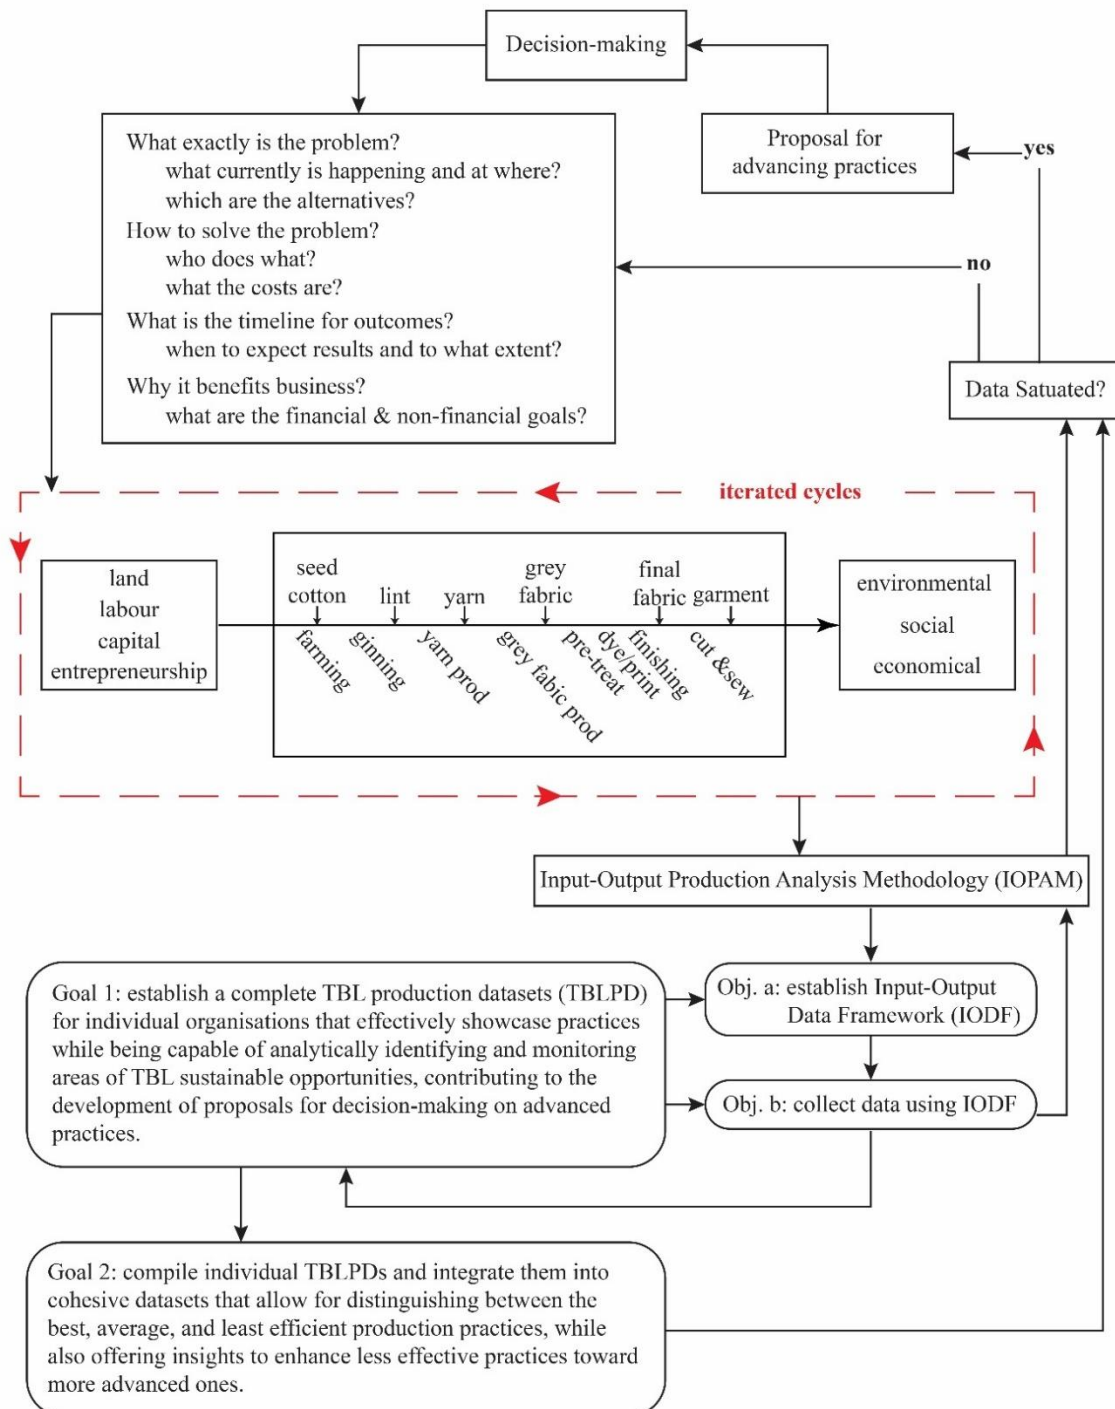 Decision-making
Proposal for
advancing practices
yes
What exactly is the problem?
what currently is happening and at where?
which are the alternatives?
How to solve the problem?
who does what?
what the costs are?
What is the timeline for outcomes?
when to expect results and to what extent?
Why it benefits business?
what are the financial & non-financial goals?
no
Data Satuated?
iterated cycles
land
labour
capital
entrepreneurship
seed
cotton
lint
yarn
grey
fabric
final
fabric
garment
farming
ginning
yarn prod
grey fabic prod
pre-treat
dye/print
finishing
cut &sew
environmental
social
economical
Input-Output Production Analysis Methodology (IOPAM)
Goal 1: establish a complete TBL production datasets (TBLPD)
for individual organisations that effectively showcase practices
while being capable of analytically identifying and monitoring
areas of TBL sustainable opportunities, contributing to the
development of proposals for decision-making on advanced
practices.
Obj. a: establish Input-Output
Data Framework (IODF)
Obj. b: collect data using IODF
Goal 2: compile individual TBLPDs and integrate them into
cohesive datasets that allow for distinguishing between the
best, average, and least efficient production practices, while
also offering insights to enhance less effective practices toward
more advanced ones.